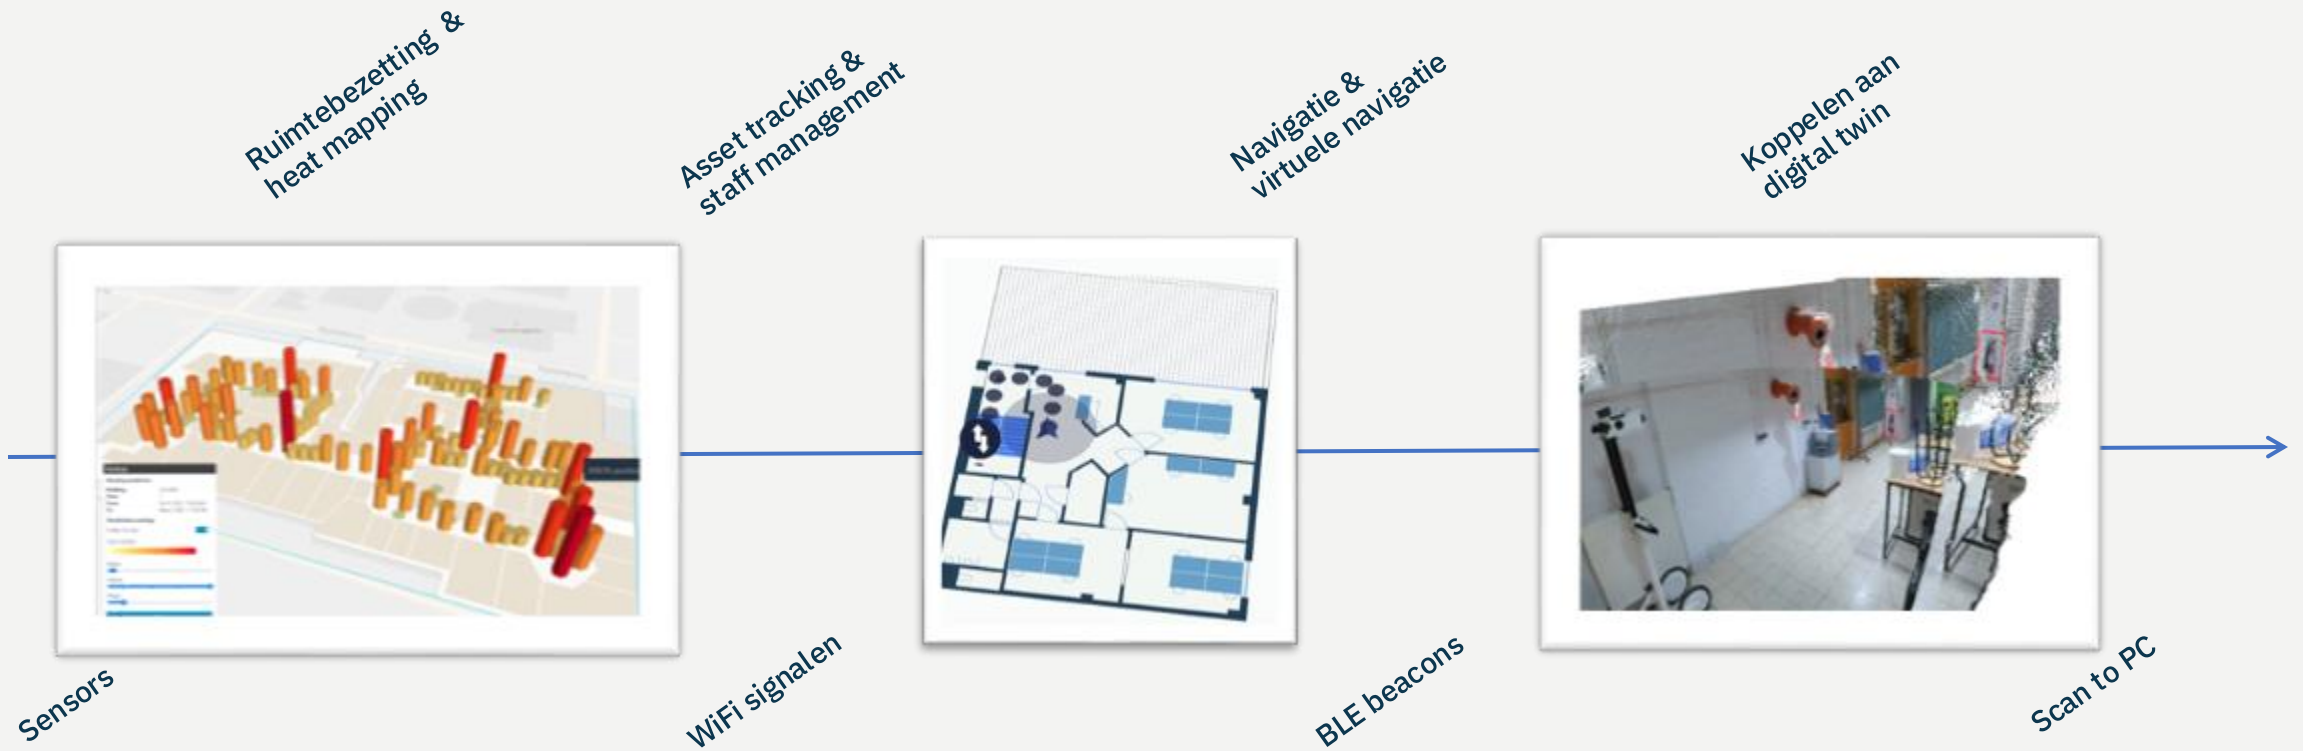 Ruimtebezetting &
heat mapping
Asset tracking &
staff management
Navigatie &
virtuele navigatie
Koppelen aan
digital twin
Sensors
WiFi signalen
BLE beacons
Scan to PC